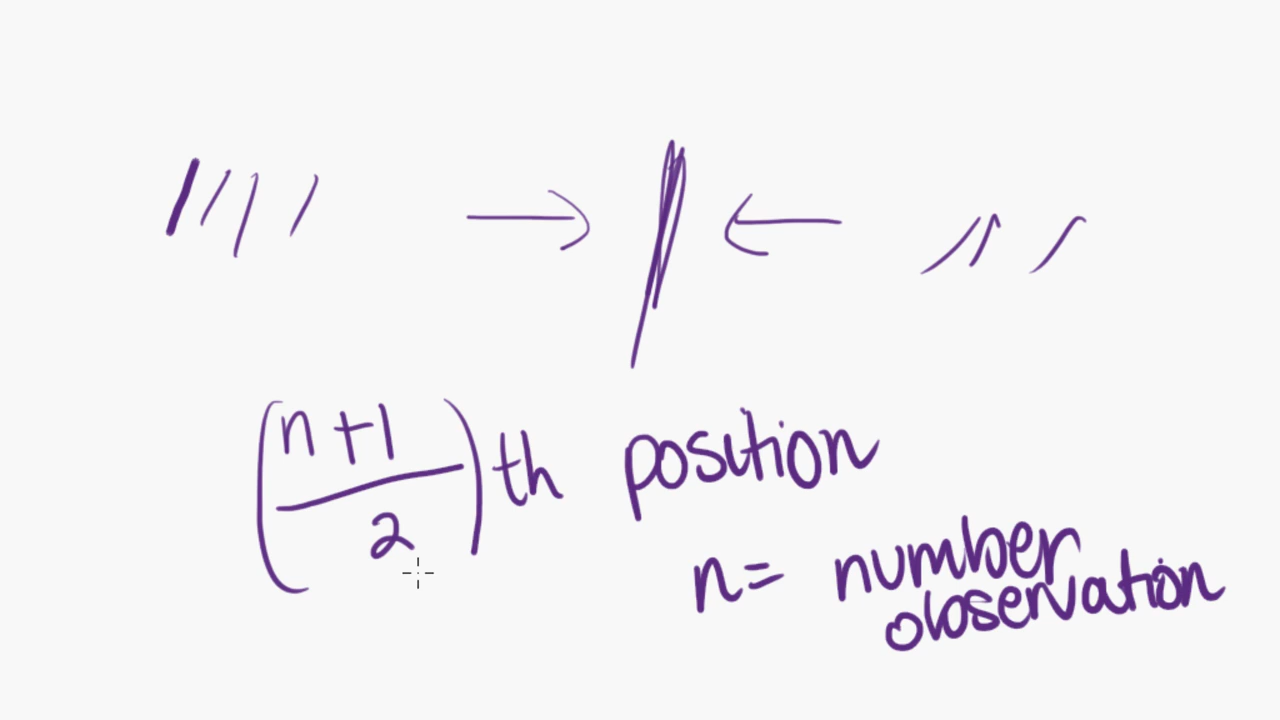 (n+1/2)th position
n= number
observation